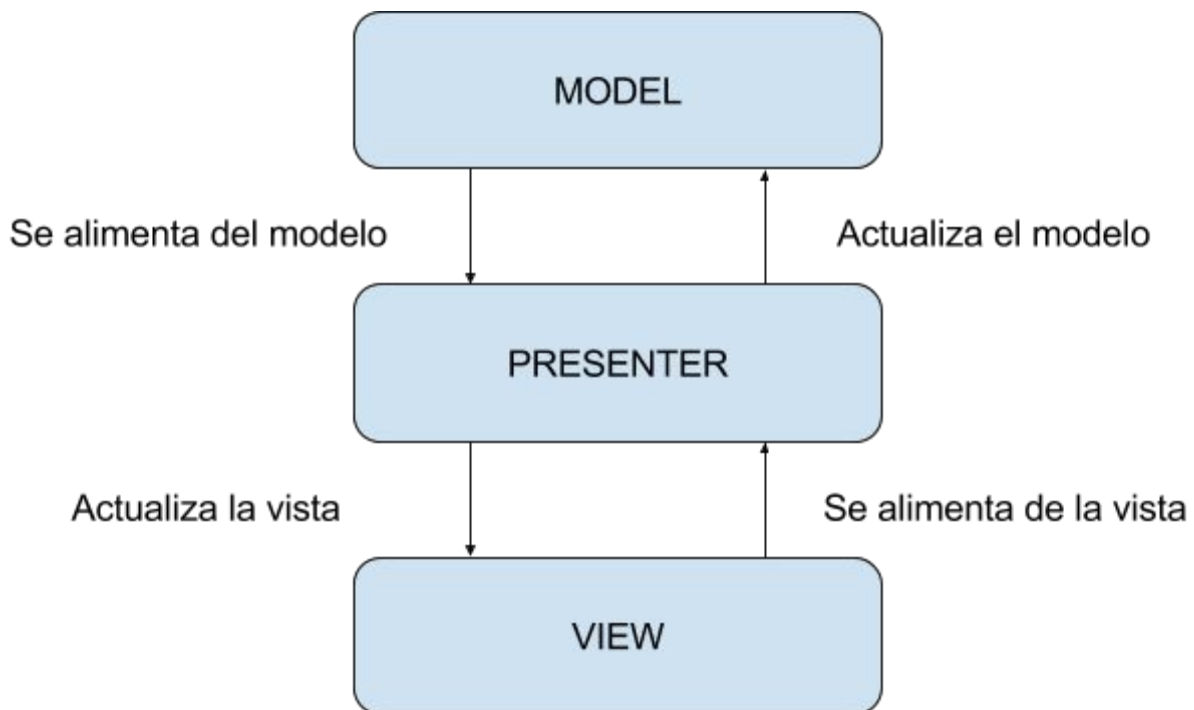 MODEL
Se alimenta del modelo
Actualiza el modelo
PRESENTER
Actualiza la vista
Se alimenta de la vista
VIEW